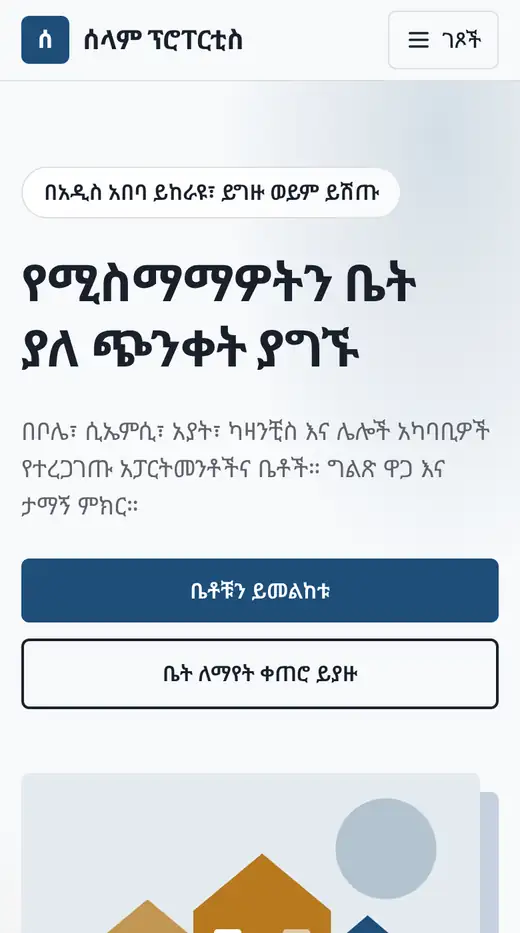 ሰ
ሰላም ፕሮፐርቲስ
ገጾች
በአዲስ አበባ ይከራዩ፣ ይግዙ ወይም ይሽጡ
የሚስማማዎትን ቤት
ያለ ጭንቀት ያግኙ
በቦሌ፣ ሲኤምሲ፣ አያት፣ ካዛንቺስ እና ሌሎች አካባቢዎች
የተረጋገጡ አፓርትመንቶችና ቤቶች። ግልጽ ዋጋ እና
ታማኝ ምክር።
ቤቶቹን ይመልከቱ
ቤት ለማየት ቀጠሮ ይያዙ